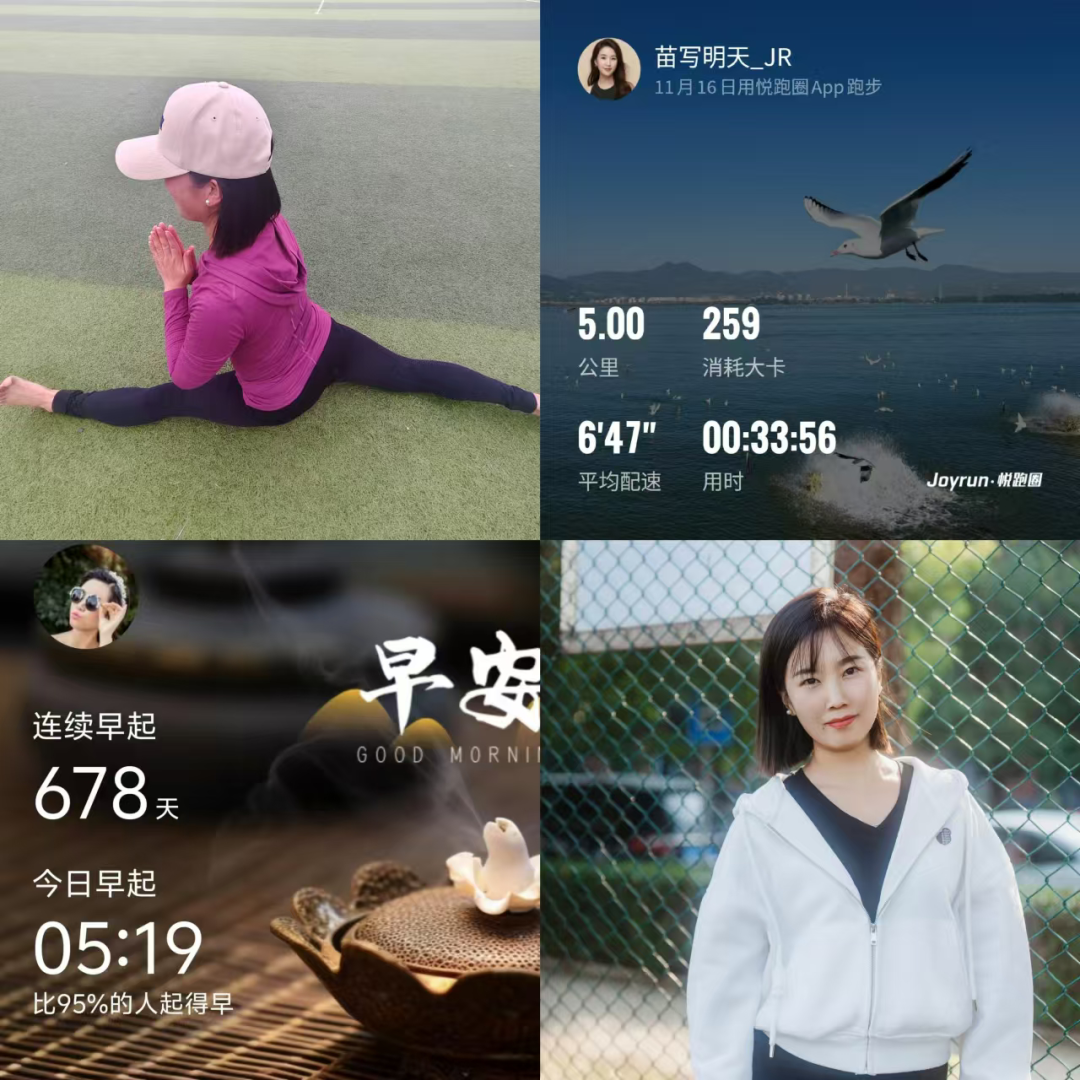 苗写明天_JR
11月16日用悦跑圈App跑步
5.00
公里
259
消耗大卡
6'47"
平均配速
00:33:56
用时
Joyrun·悦跑圈
早安
GOOD MORNIN
连续早起
678天
今日早起
05:19
比95%的人起得早